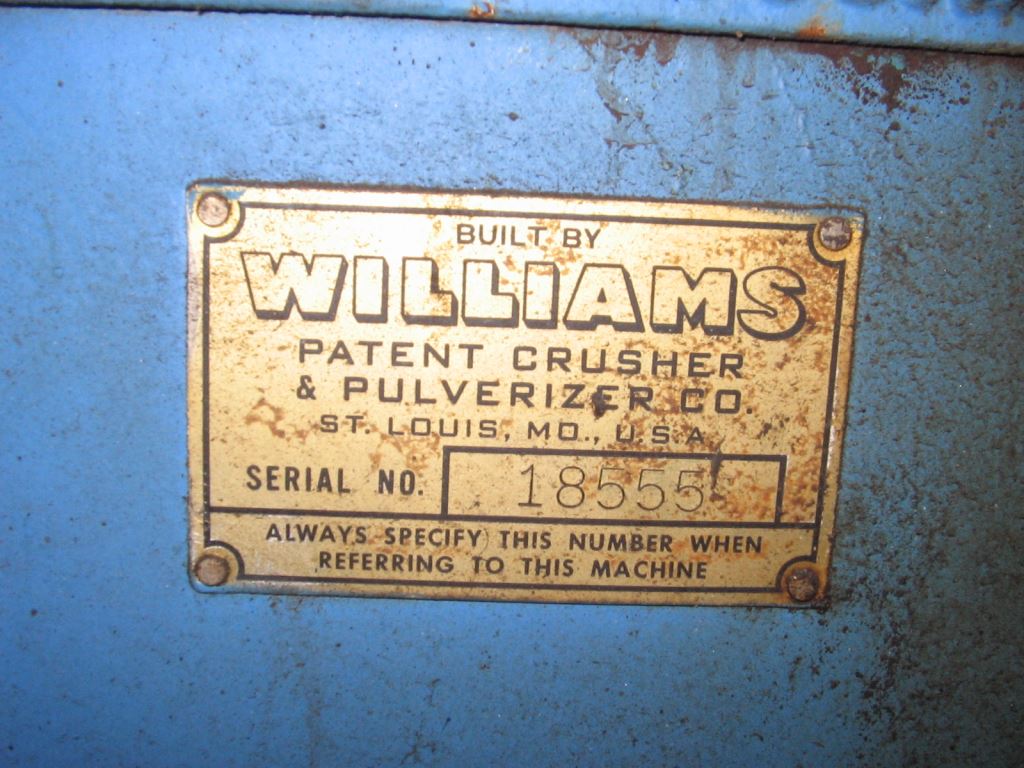 BUILT BY
WILLIAMS
PATENT CRUSHER
& PULVERIZER CO.
ST. LOUIS, MO., U.S.A
SERIAL NO. 18555
ALWAYS SPECIFY THIS NUMBER WHEN
REFERRING TO THIS MACHINE